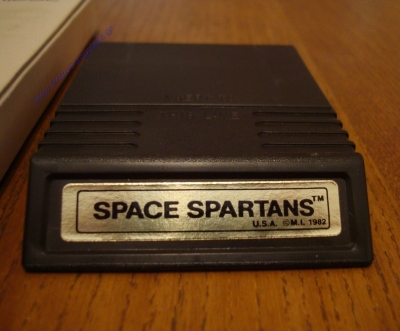 SPACE SPARTANS™
U.S.A. ©M.I. 1982